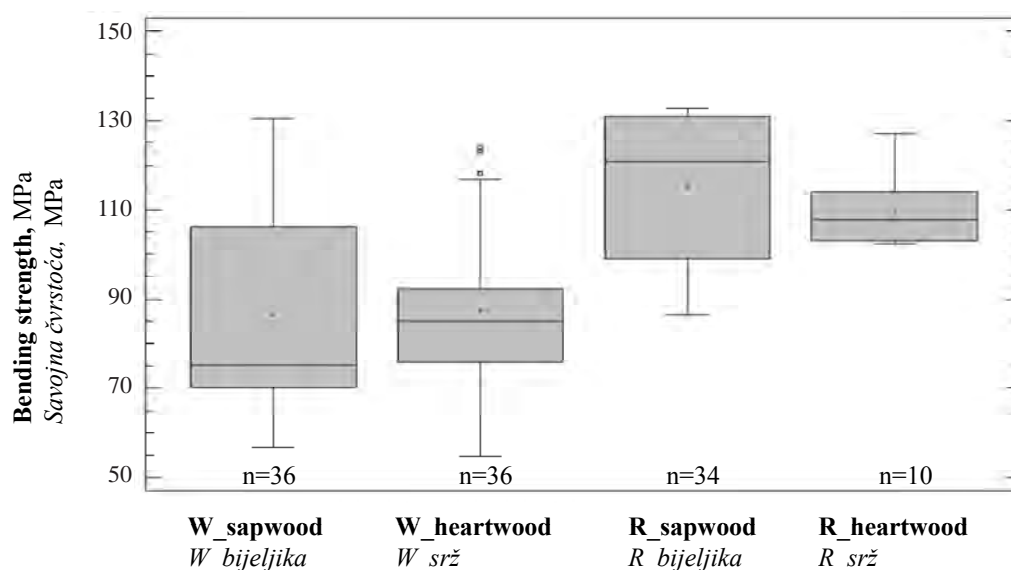 150
130
110
90
70
50
Bending strength, MPa
Savojna čvrstoća, MPa
n=36
n=36
n=34
n=10
W_sapwood
W bijeljika
W_heartwood
W srž
R_sapwood
R bijeljika
R_heartwood
R srž